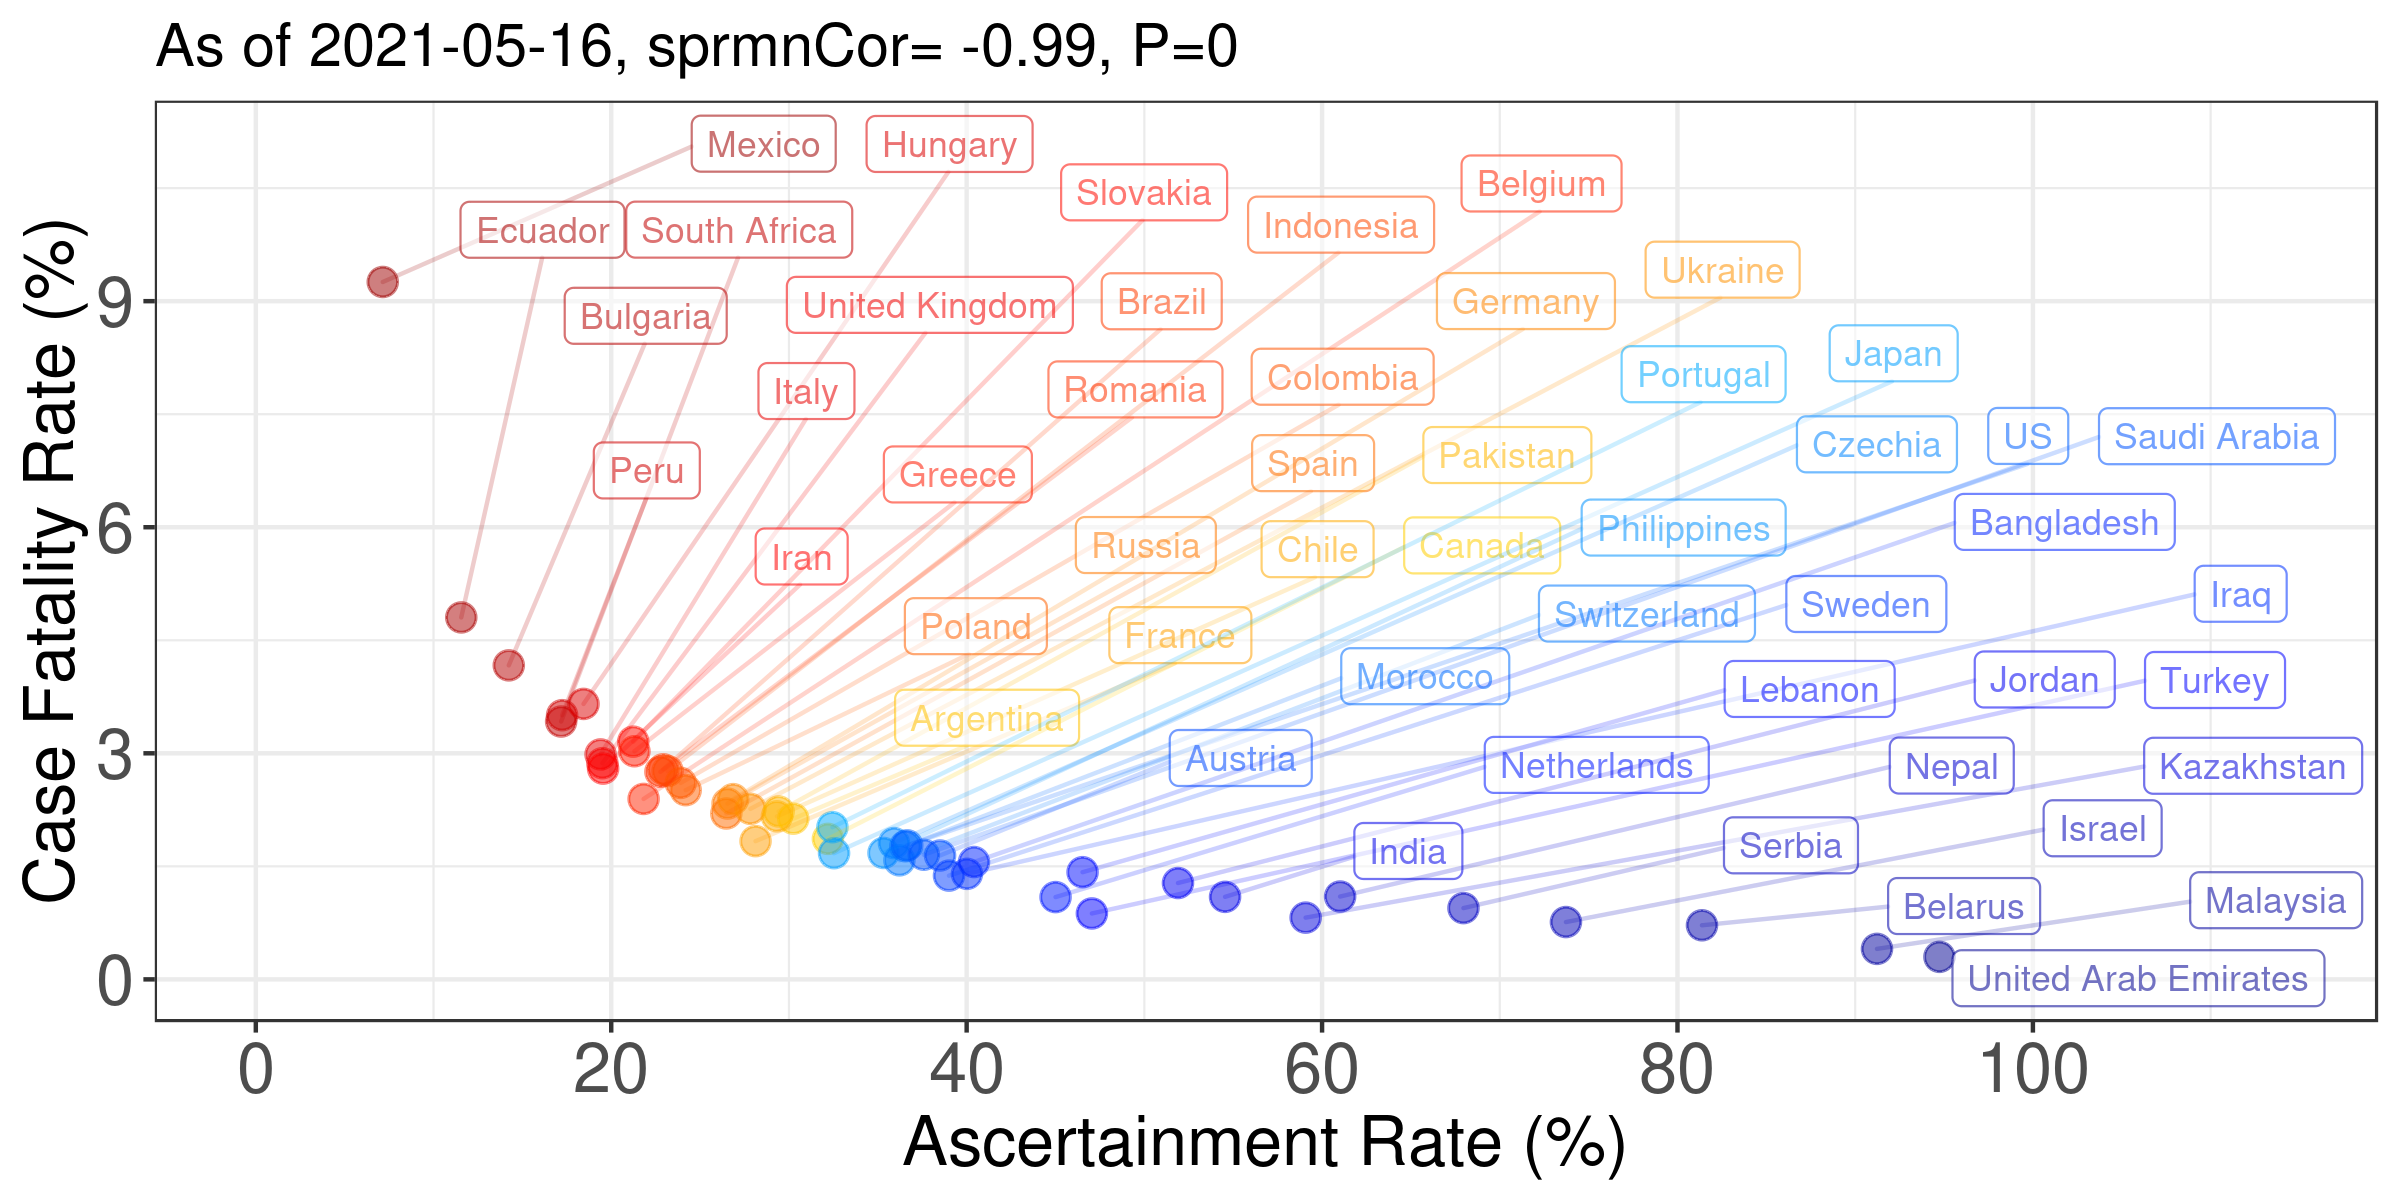 As of 2021-05-16, sprmnCor= -0.99, P=0
Case Fatality Rate (%)
9
6
3
0
Mexico
Hungary
Slovakia
Belgium
Indonesia
Ecuador
South Africa
Ukraine
United Kingdom
Brazil
Germany
Bulgaria
Japan
Portugal
Colombia
Romania
Italy
US
Saudi Arabia
Czechia
Pakistan
Spain
Peru
Greece
Bangladesh
Philippines
Russia
Chile
Canada
Iran
Iraq
Sweden
Switzerland
Poland
France
Morocco
Jordan
Turkey
Lebanon
Argentina
Austria
Netherlands
Nepal
Kazakhstan
Israel
Serbia
India
Malaysia
Belarus
United Arab Emirates
0
20
40
60
80
100
Ascertainment Rate (%)